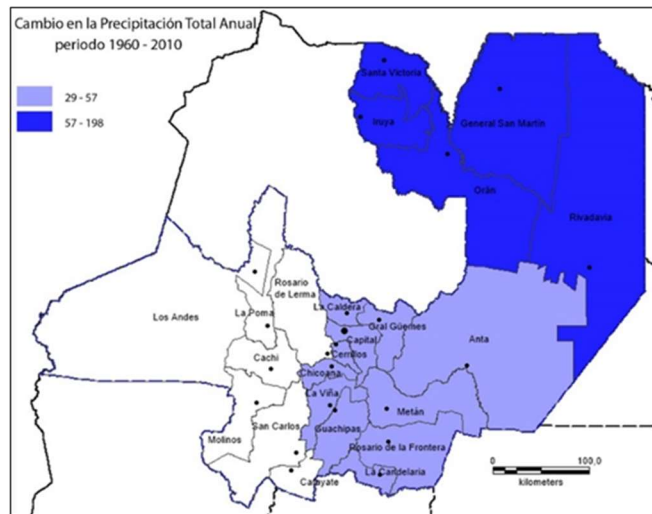 Cambio en la Precipitación Total Anual
periodo 1960 - 2010
29 - 57
57 - 198
Santa Victoria
Iruya
General San Martín
Orán
Rivadavia
Rosario
de Lerma
Los Andes
La Poma
La Caldera
Gral Güemes
Capital
Cerrillos
Anta
Cachi
Chicoana
La Viña
Metán
Molinos
San Carlos
Guachipas
Rosario de la Frontera
La Candelaria
Cafayate
0
100,0
kilometers